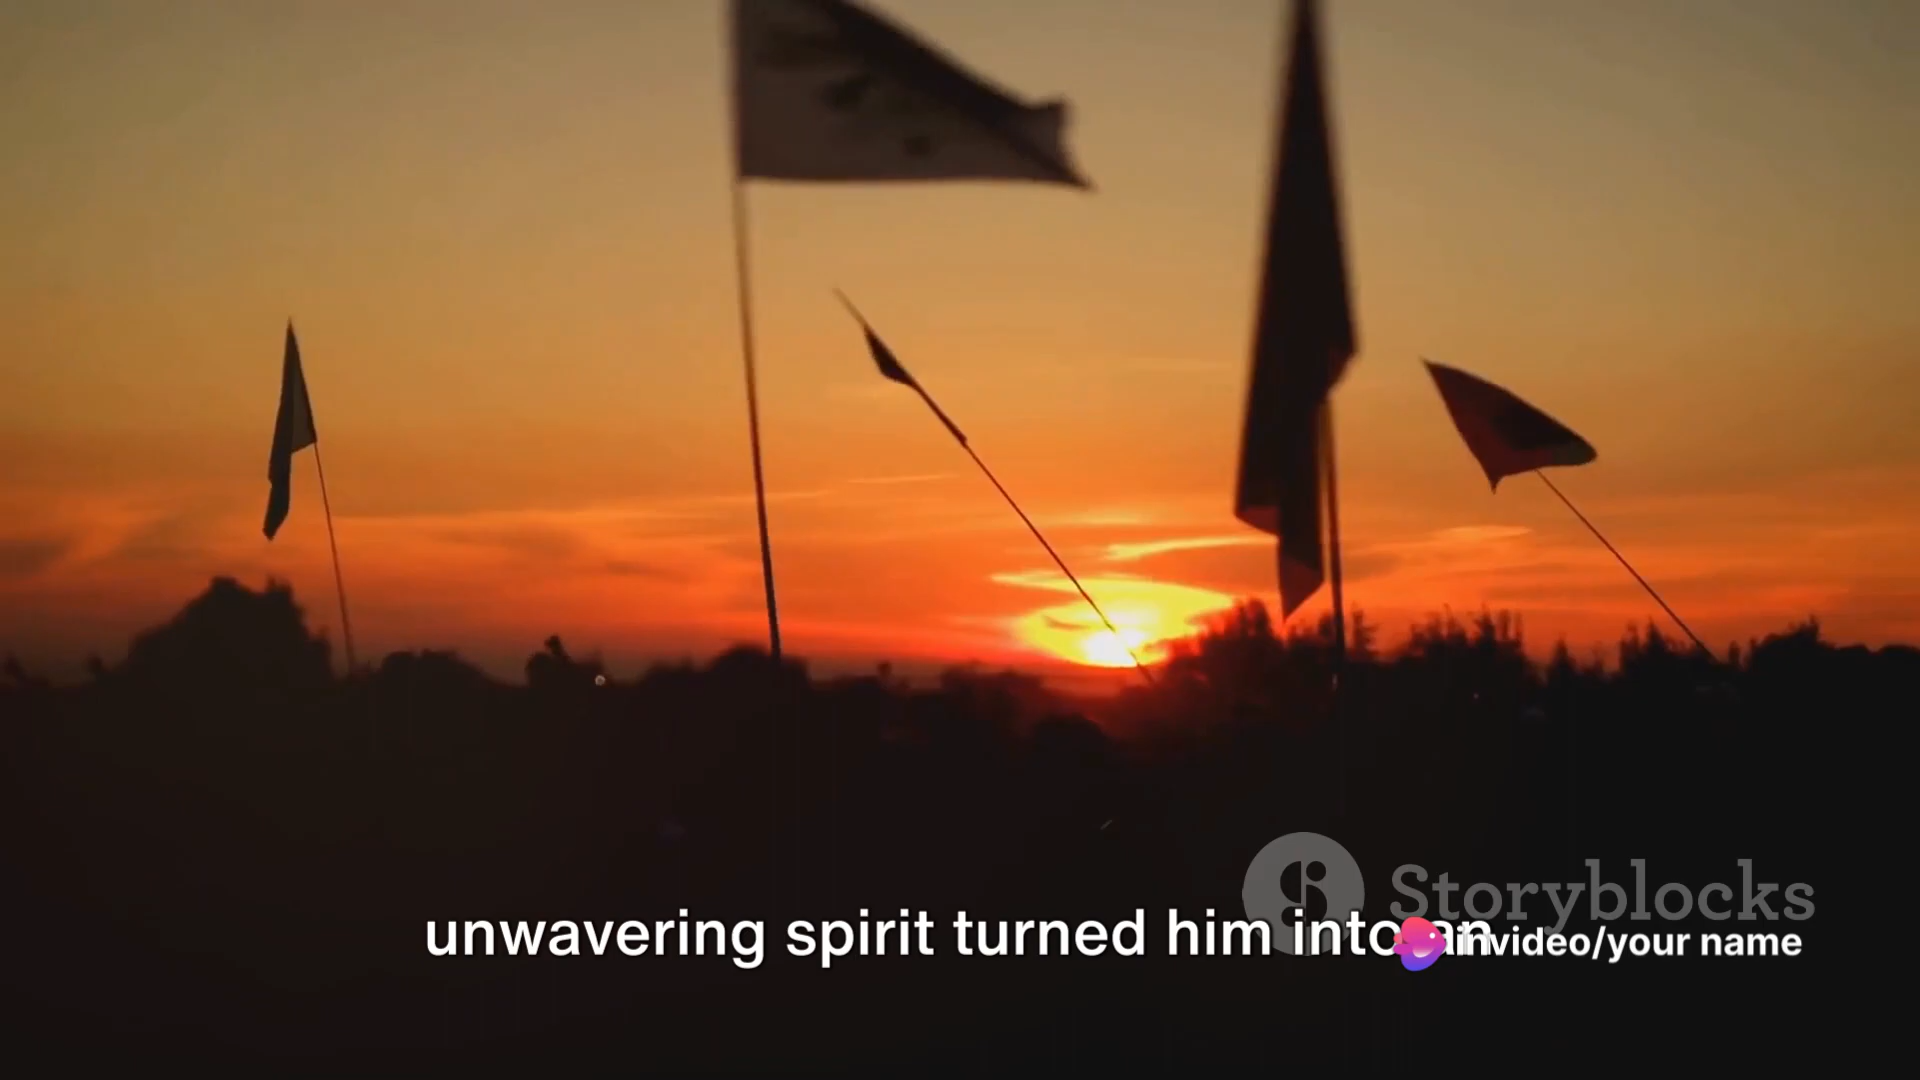 Storyblocks
unwavering spirit turned him into an
invideo/your name